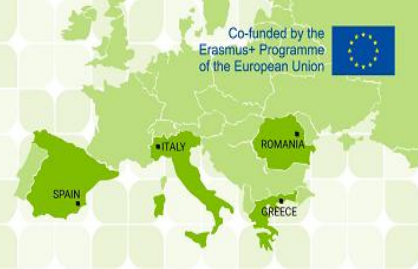 Co-funded by the
Erasmus+ Programme
of the European Union
ITALY
ROMANIA
SPAIN
GREECE